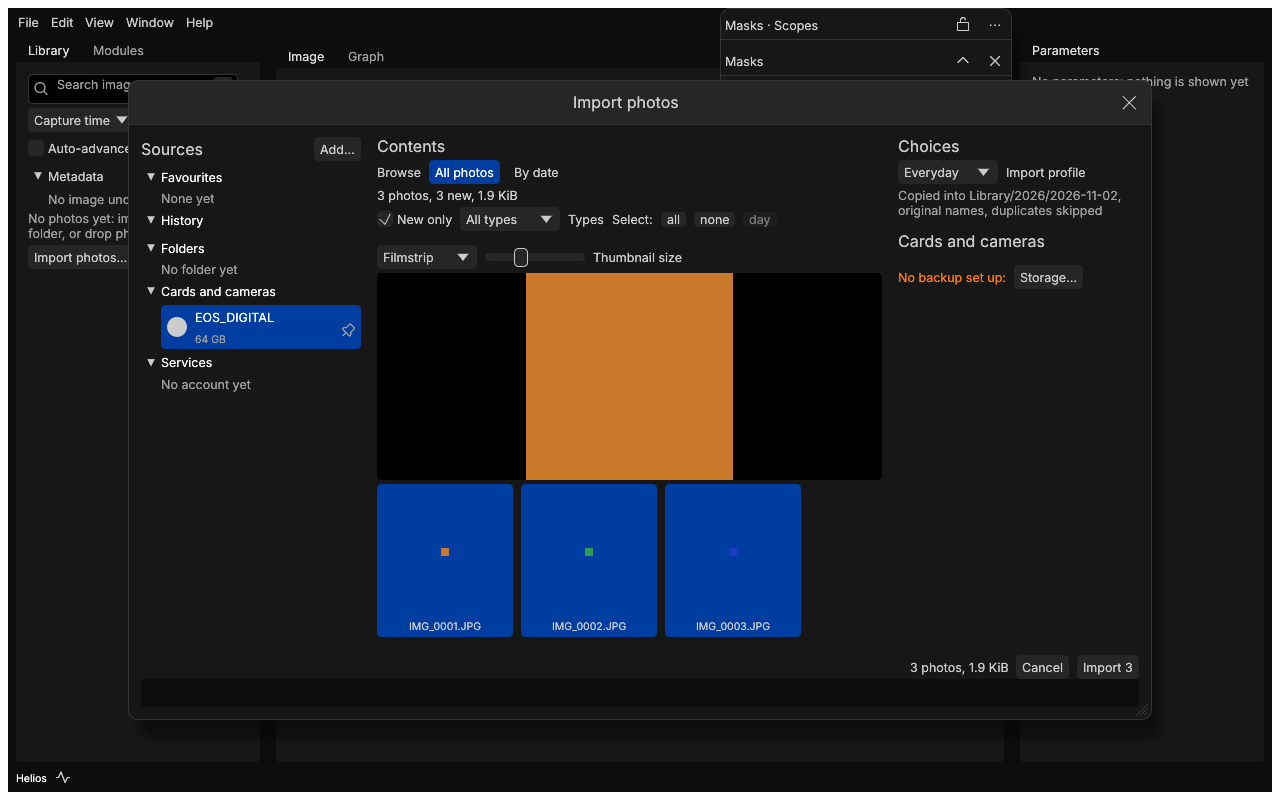 File Edit View Window Help
Library Modules
Image Graph
Masks · Scopes
Masks
Parameters
No parameters: nothing is shown yet
Search imag
Capture time
Auto-advance
Metadata
No image und
No photos yet: im
folder, or drop ph
Import photos...
Import photos
Sources Add...
Favourites
None yet
History
Folders
No folder yet
Cards and cameras
EOS_DIGITAL
64 GB
Services
No account yet
Contents
Browse All photos By date
3 photos, 3 new, 1.9 KiB
New only All types Types Select: all none day
Filmstrip Thumbnail size
IMG_0001.JPG IMG_0002.JPG IMG_0003.JPG
Choices
Everyday Import profile
Copied into Library/2026/2026-11-02,
original names, duplicates skipped
Cards and cameras
No backup set up: Storage...
3 photos, 1.9 KiB Cancel Import 3
Helios